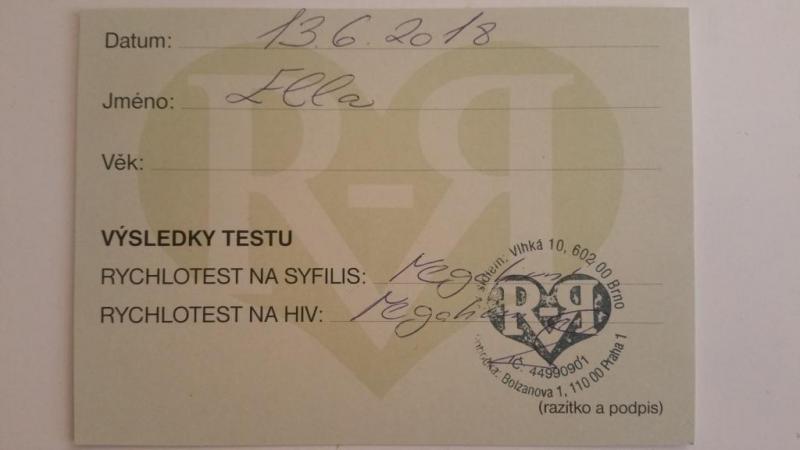 Datum: 13.6.2018
Jméno: Ella
Věk:
R-R
VÝSLEDKY TESTU
RYCHLOTEST NA SYFILIS:
RYCHLOTEST NA HIV: Negativní
Vlhká 10, 602 00 Brno
R-R
IČ: 44990901
Bolzanova 1, 110 00 Praha 1
(razítko a podpis)